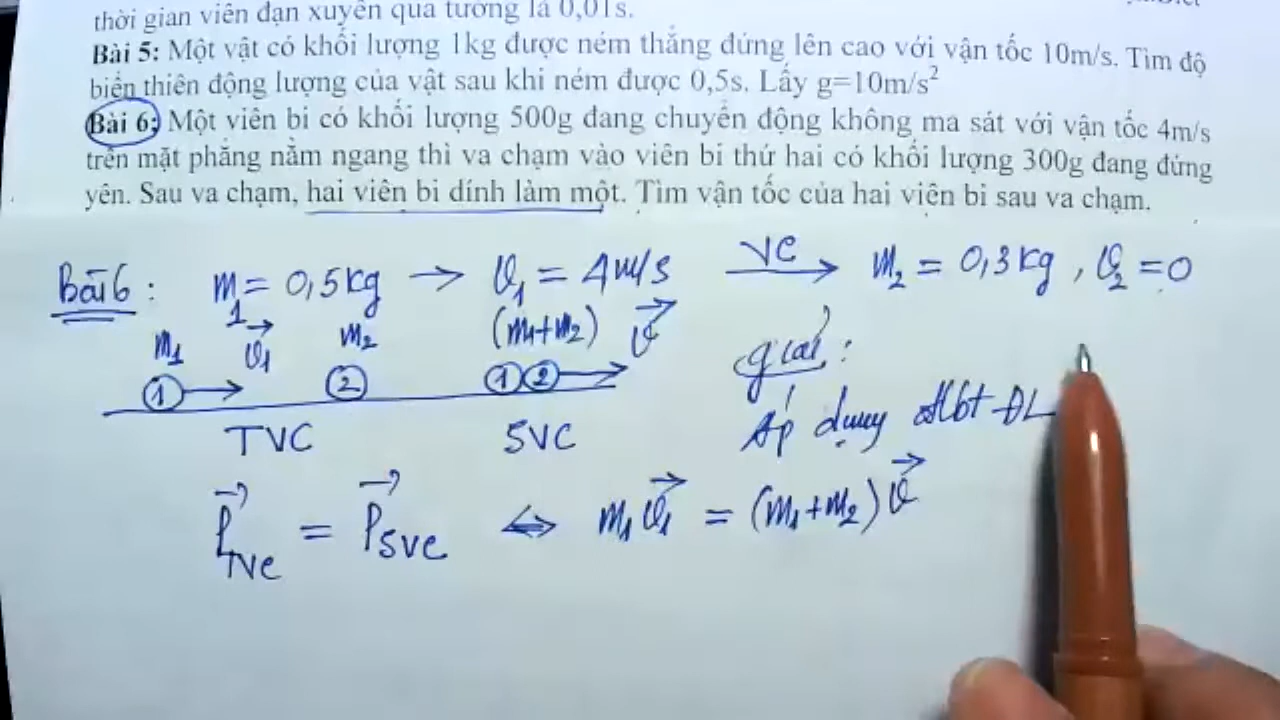 thời gian viên đạn xuyên qua tường là 0,01s.
Bài 5: Một vật có khối lượng 1kg được ném thẳng đứng lên cao với vận tốc 10m/s. Tìm độ
biến thiên động lượng của vật sau khi ném được 0,5s. Lấy g=10m/s²
Bài 6: Một viên bi có khối lượng 500g đang chuyển động không ma sát với vận tốc 4m/s
trên mặt phẳng nằm ngang thì va chạm vào viên bi thứ hai có khối lượng 300g đang đứng
yên. Sau va chạm, hai viên bi dính làm một. Tìm vận tốc của hai viên bi sau va chạm.
Bài 6: m₁ = 0,5kg → v₁ = 4m/s VC → m₂ = 0,3kg, v₂ = 0
m₁ v⃗₁ m₂ (m₁+m₂) v⃗
① → ② ①② →
TVC SVC
giải:
Áp dụng đlbt-ĐL
P⃗TVC = P⃗SVC ⇔ m₁v⃗₁ = (m₁+m₂)v⃗